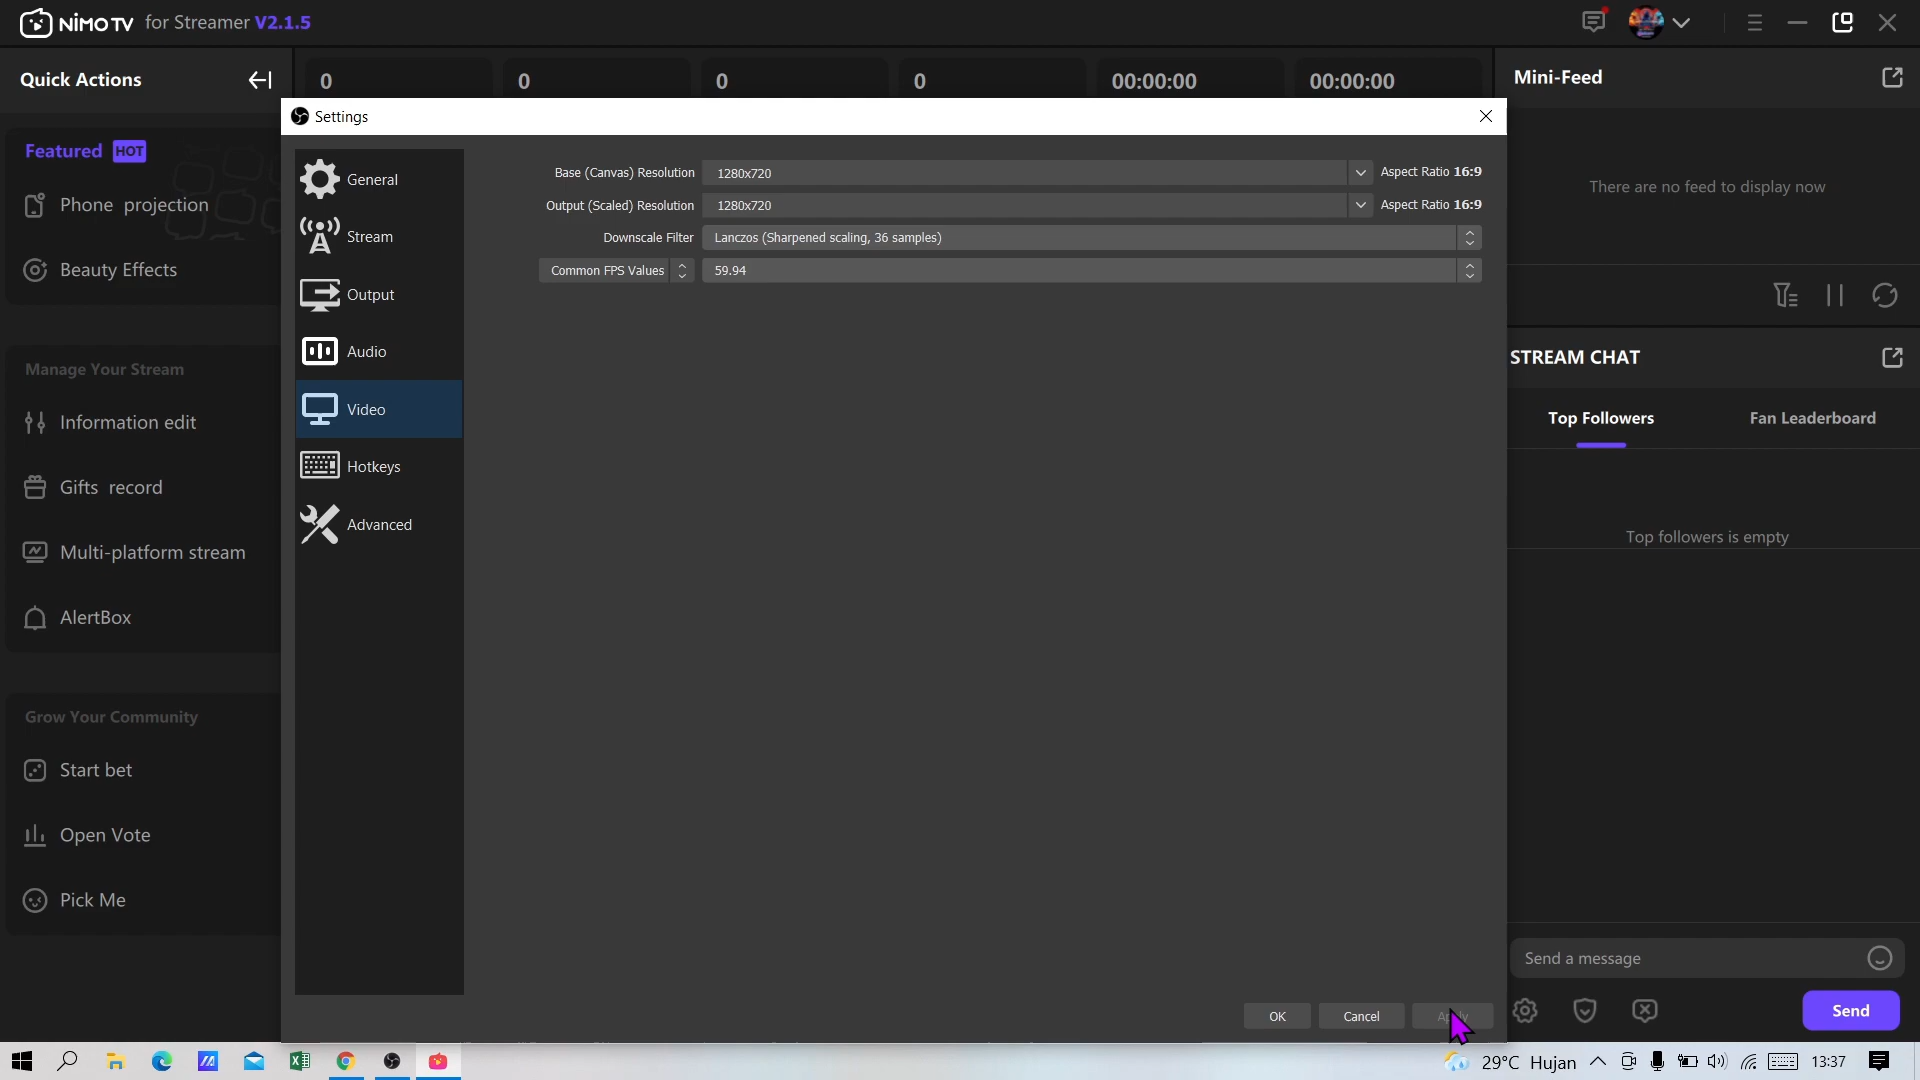 NIMO TV for Streamer V2.1.5
Quick Actions
0
0
0
0
00:00:00
00:00:00
Mini-Feed
Settings
Featured HOT
Phone projection
Beauty Effects
Manage Your Stream
Information edit
Gifts record
Multi-platform stream
AlertBox
Grow Your Community
Start bet
Open Vote
Pick Me
General
Stream
Output
Audio
Video
Hotkeys
Advanced
Base (Canvas) Resolution 1280x720 Aspect Ratio 16:9
Output (Scaled) Resolution 1280x720 Aspect Ratio 16:9
Downscale Filter Lanczos (Sharpened scaling, 36 samples)
Common FPS Values 59.94
OK
Cancel
There are no feed to display now
STREAM CHAT
Top Followers
Fan Leaderboard
Top followers is empty
Send a message
Send
29°C Hujan
13:37